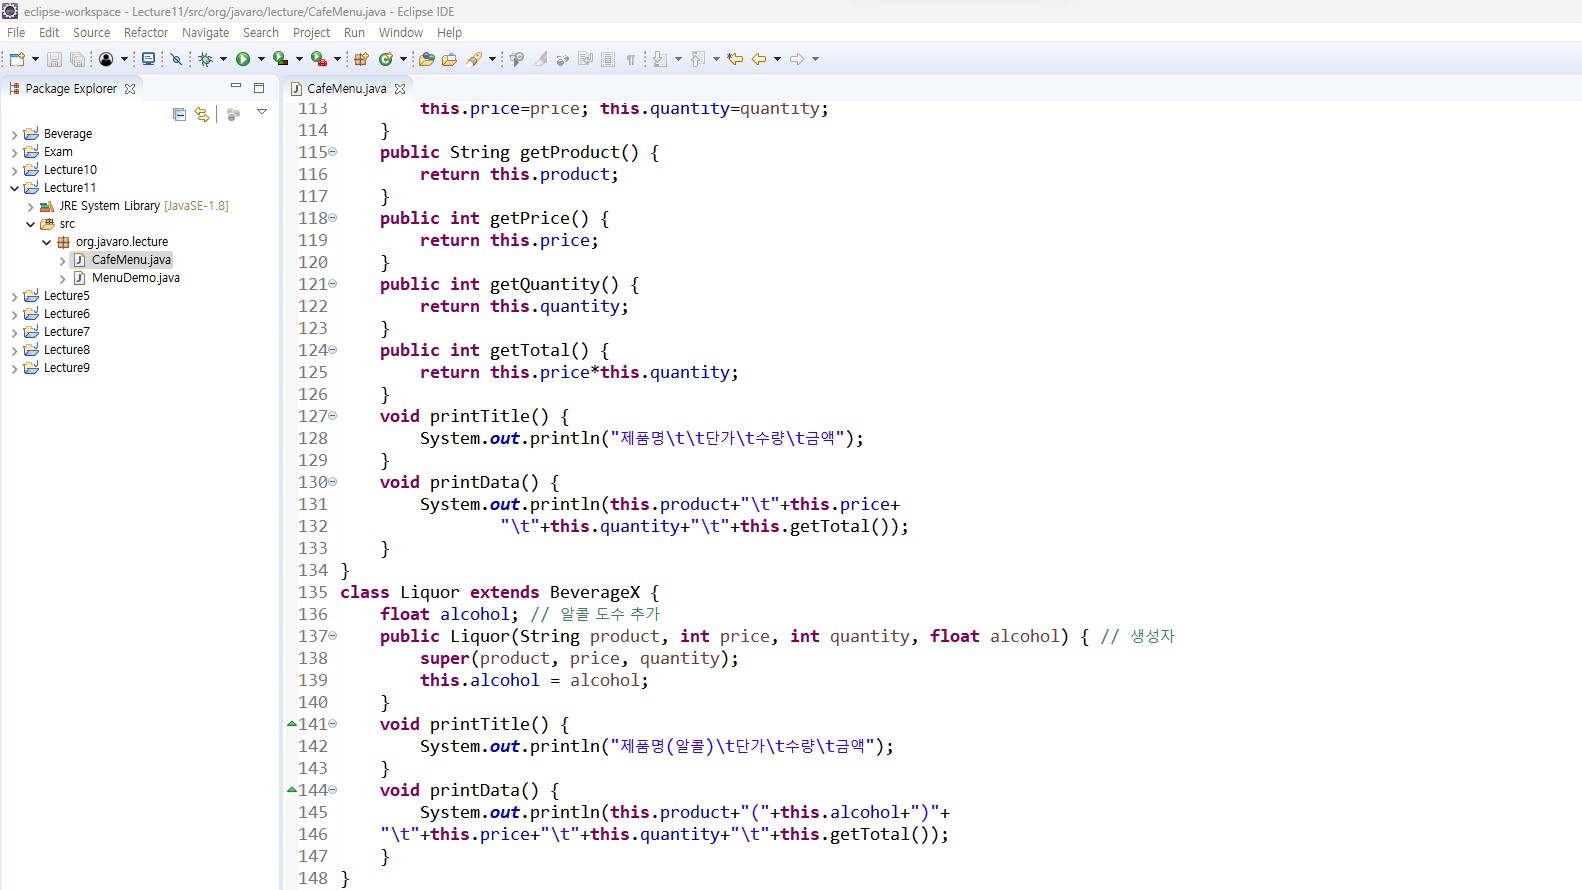 eclipse-workspace - Lecture11/src/org/javaro/lecture/CafeMenu.java - Eclipse IDE
File Edit Source Refactor Navigate Search Project Run Window Help
Package Explorer
CafeMenu.java
Beverage
Exam
Lecture10
Lecture11
JRE System Library [JavaSE-1.8]
src
org.javaro.lecture
CafeMenu.java
MenuDemo.java
Lecture5
Lecture6
Lecture7
Lecture8
Lecture9
113 this.price=price; this.quantity=quantity;
114 }
115 public String getProduct() {
116 return this.product;
117 }
118 public int getPrice() {
119 return this.price;
120 }
121 public int getQuantity() {
122 return this.quantity;
123 }
124 public int getTotal() {
125 return this.price*this.quantity;
126 }
127 void printTitle() {
128 System.out.println("제품명\t\t단가\t수량\t금액");
129 }
130 void printData() {
131 System.out.println(this.product+"\t"+this.price+
132 "\t"+this.quantity+"\t"+this.getTotal());
133 }
134 }
135 class Liquor extends BeverageX {
136 float alcohol; // 알콜 도수 추가
137 public Liquor(String product, int price, int quantity, float alcohol) { // 생성자
138 super(product, price, quantity);
139 this.alcohol = alcohol;
140 }
141 void printTitle() {
142 System.out.println("제품명(알콜)\t단가\t수량\t금액");
143 }
144 void printData() {
145 System.out.println(this.product+"("+this.alcohol+")"+
146 "\t"+this.price+"\t"+this.quantity+"\t"+this.getTotal());
147 }
148 }